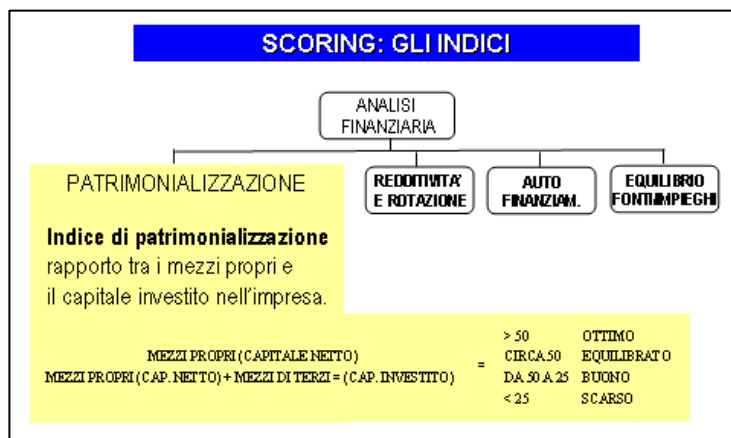 SCORING: GLI INDICI
ANALISI
FINANZIARIA
PATRIMONIALIZZAZIONE
REDDITIVITA'
E ROTAZIONE
AUTO
FINANZIAM.
EQUILIBRIO
FONTI/IMPIEGHI
Indice di patrimonializzazione
rapporto tra i mezzi propri e
il capitale investito nell'impresa.
MEZZI PROPRI (CAPITALE NETTO)
MEZZI PROPRI (CAP. NETTO) + MEZZI DI TERZI = (CAP. INVESTITO)
=
> 50 OTTIMO
CIRCA 50 EQUILIBRATO
DA 50 A 25 BUONO
< 25 SCARSO